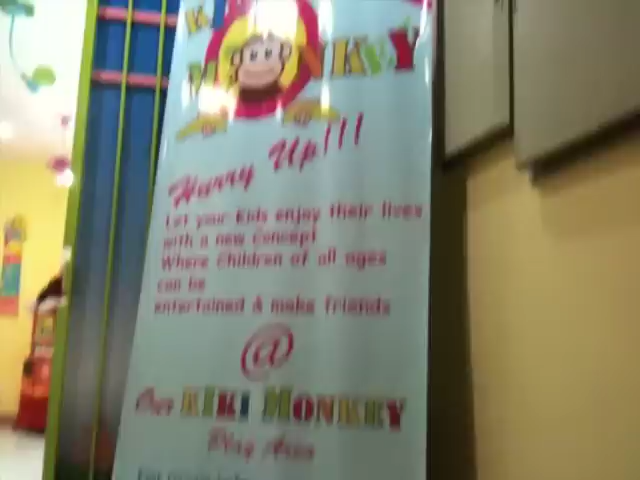 KIKI
MONKEY
Hurry Up!!!
Let your Kids enjoy their lives
with a new Concept
Where Children of all ages
can be
entertained & make friends
@
Our KIKI MONKEY
Play Area